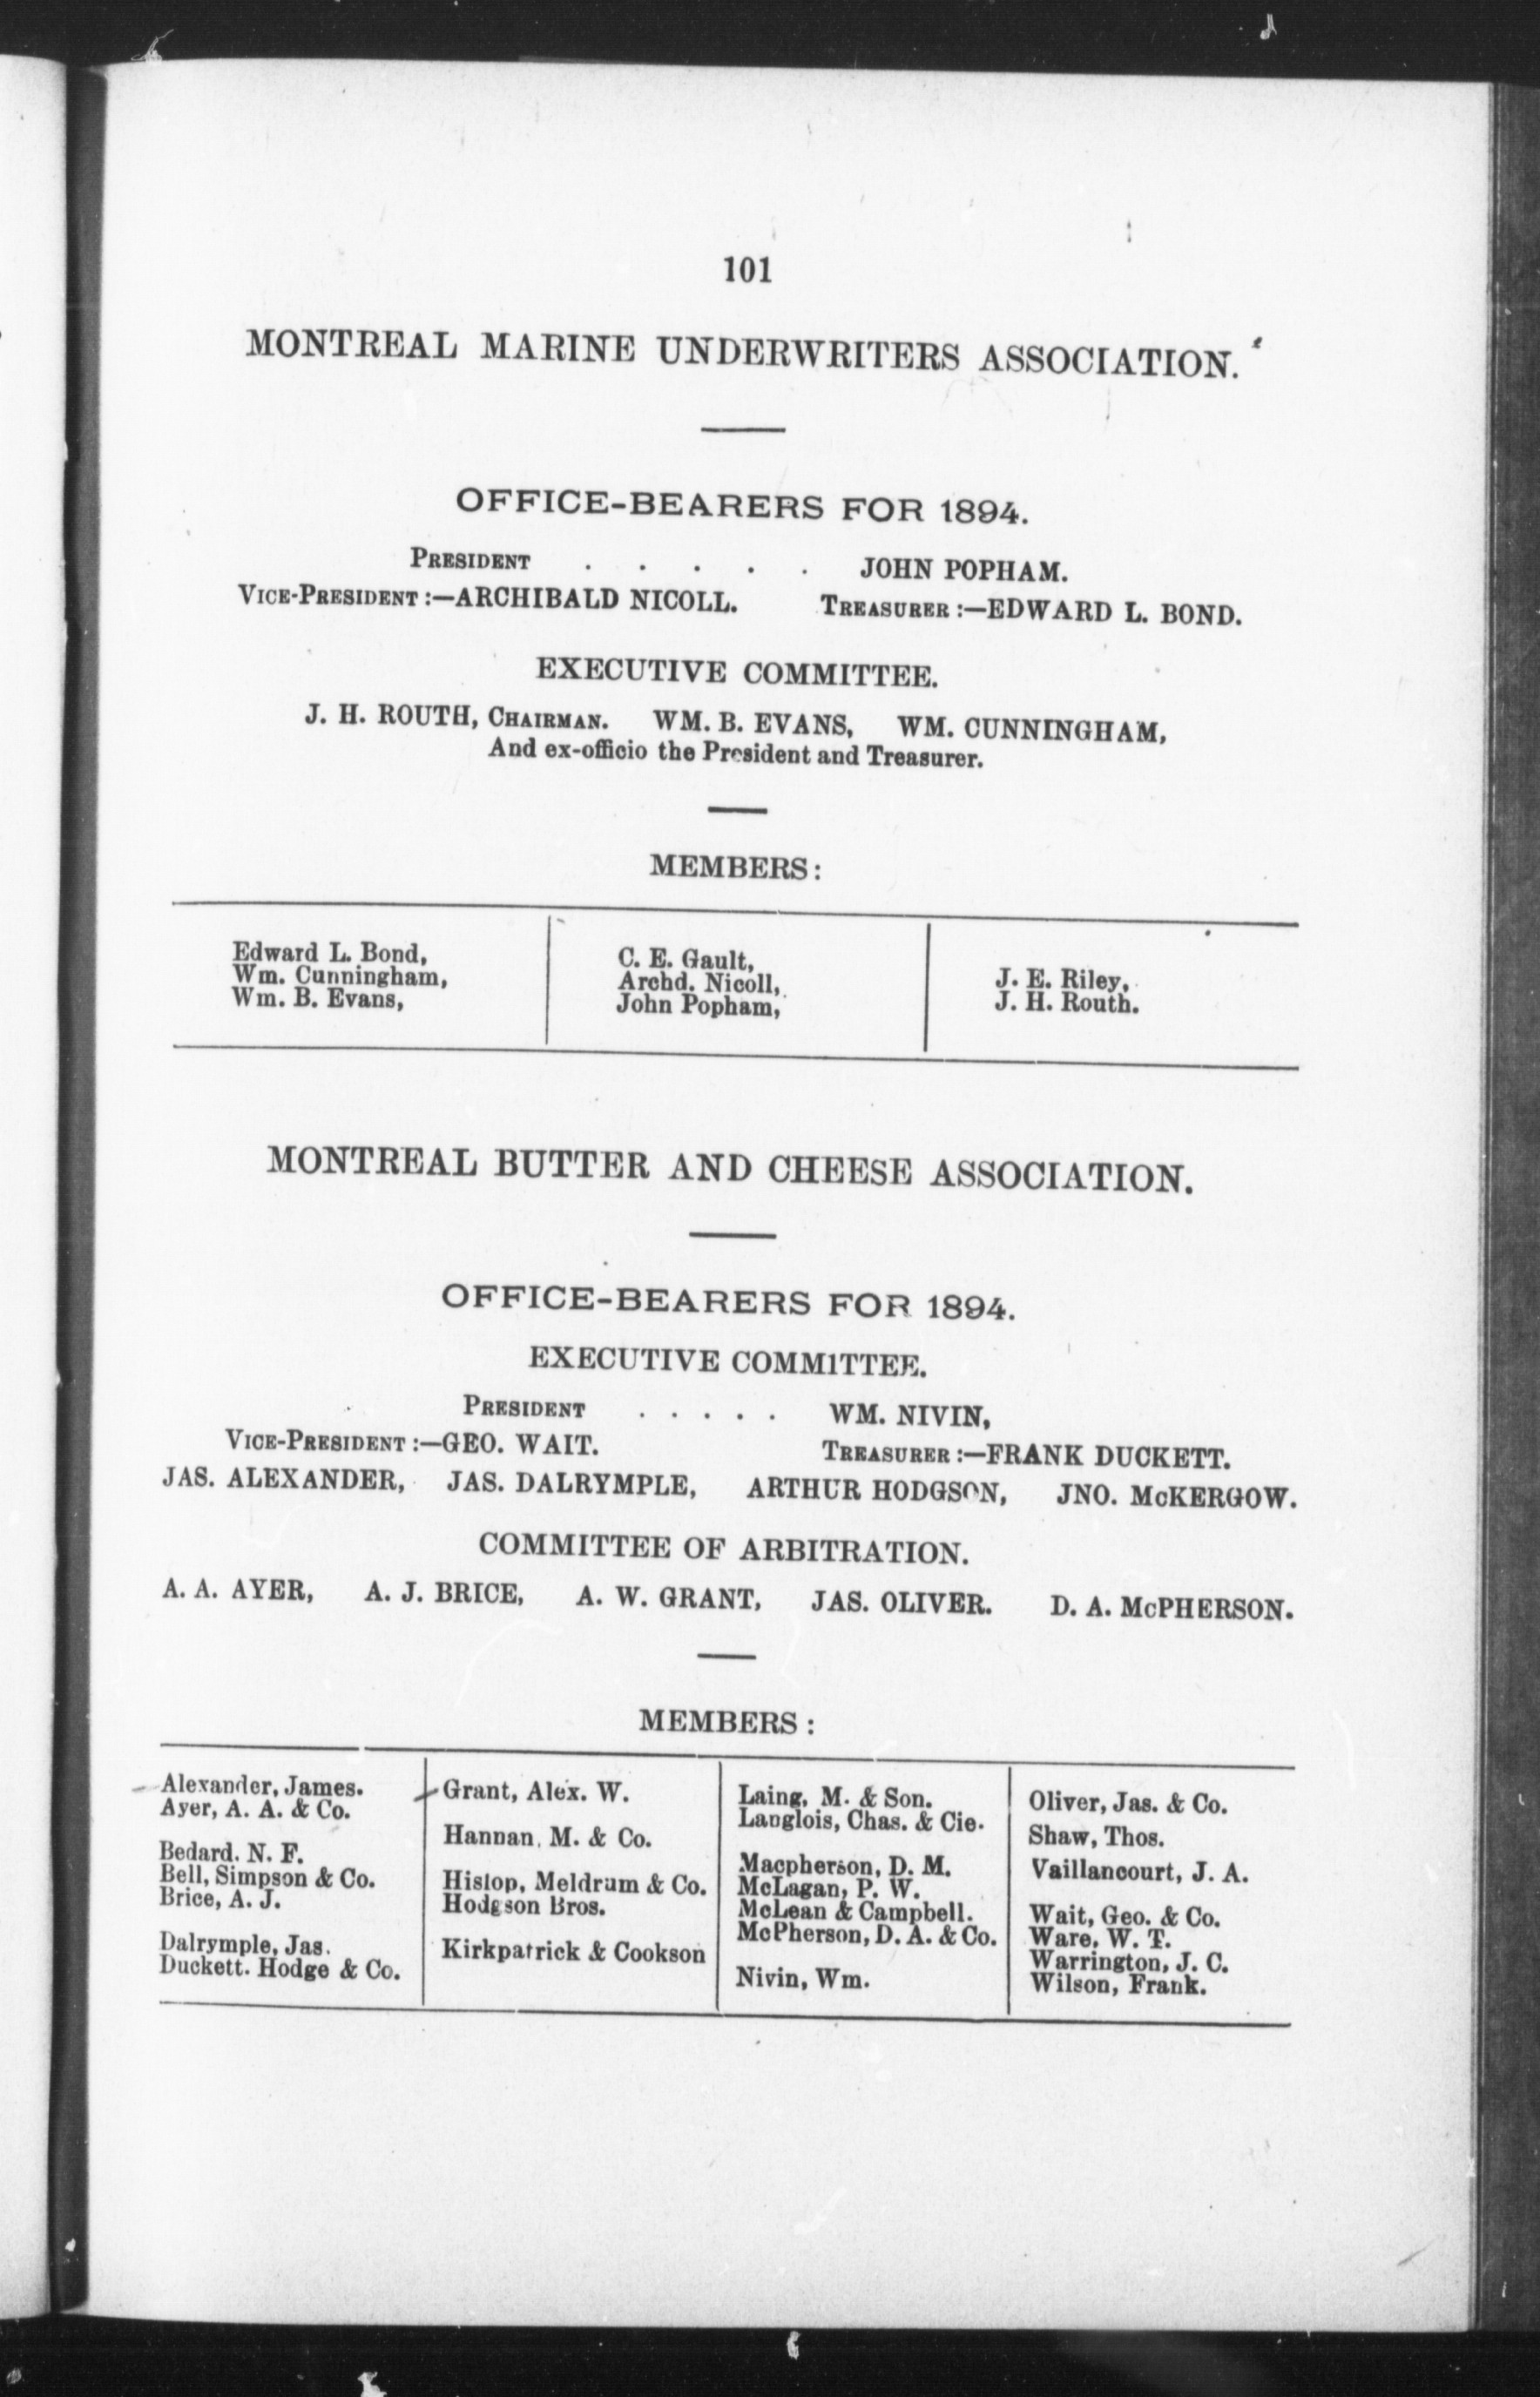 101
MONTREAL MARINE UNDERWRITERS ASSOCIATION.
OFFICE-BEARERS FOR 1894.
PRESIDENT . . . . . JOHN POPHAM.
VICE-PRESIDENT :—ARCHIBALD NICOLL. TREASURER :—EDWARD L. BOND.
EXECUTIVE COMMITTEE.
J. H. ROUTH, CHAIRMAN. WM. B. EVANS, WM. CUNNINGHAM,
And ex-officio the President and Treasurer.
MEMBERS:
Edward L. Bond,
Wm. Cunningham,
Wm. B. Evans,
C. E. Gault,
Archd. Nicoll,
John Popham,
J. E. Riley,
J. H. Routh.
MONTREAL BUTTER AND CHEESE ASSOCIATION.
OFFICE-BEARERS FOR 1894.
EXECUTIVE COMMITTEE.
PRESIDENT . . . . . WM. NIVIN,
VICE-PRESIDENT :—GEO. WAIT. TREASURER :—FRANK DUCKETT.
JAS. ALEXANDER, JAS. DALRYMPLE, ARTHUR HODGSON, JNO. McKERGOW.
COMMITTEE OF ARBITRATION.
A. A. AYER, A. J. BRICE, A. W. GRANT, JAS. OLIVER. D. A. McPHERSON.
MEMBERS :
Alexander, James.
Ayer, A. A. & Co.
Bedard. N. F.
Bell, Simpson & Co.
Brice, A. J.
Dalrymple, Jas.
Duckett. Hodge & Co.
Grant, Alex. W.
Hannan, M. & Co.
Hislop, Meldrum & Co.
Hodgson Bros.
Kirkpatrick & Cookson
Laing, M. & Son.
Langlois, Chas. & Cie.
Macpherson, D. M.
McLagan, P. W.
McLean & Campbell.
McPherson, D. A. & Co.
Nivin, Wm.
Oliver, Jas. & Co.
Shaw, Thos.
Vaillancourt, J. A.
Wait, Geo. & Co.
Ware, W. T.
Warrington, J. C.
Wilson, Frank.